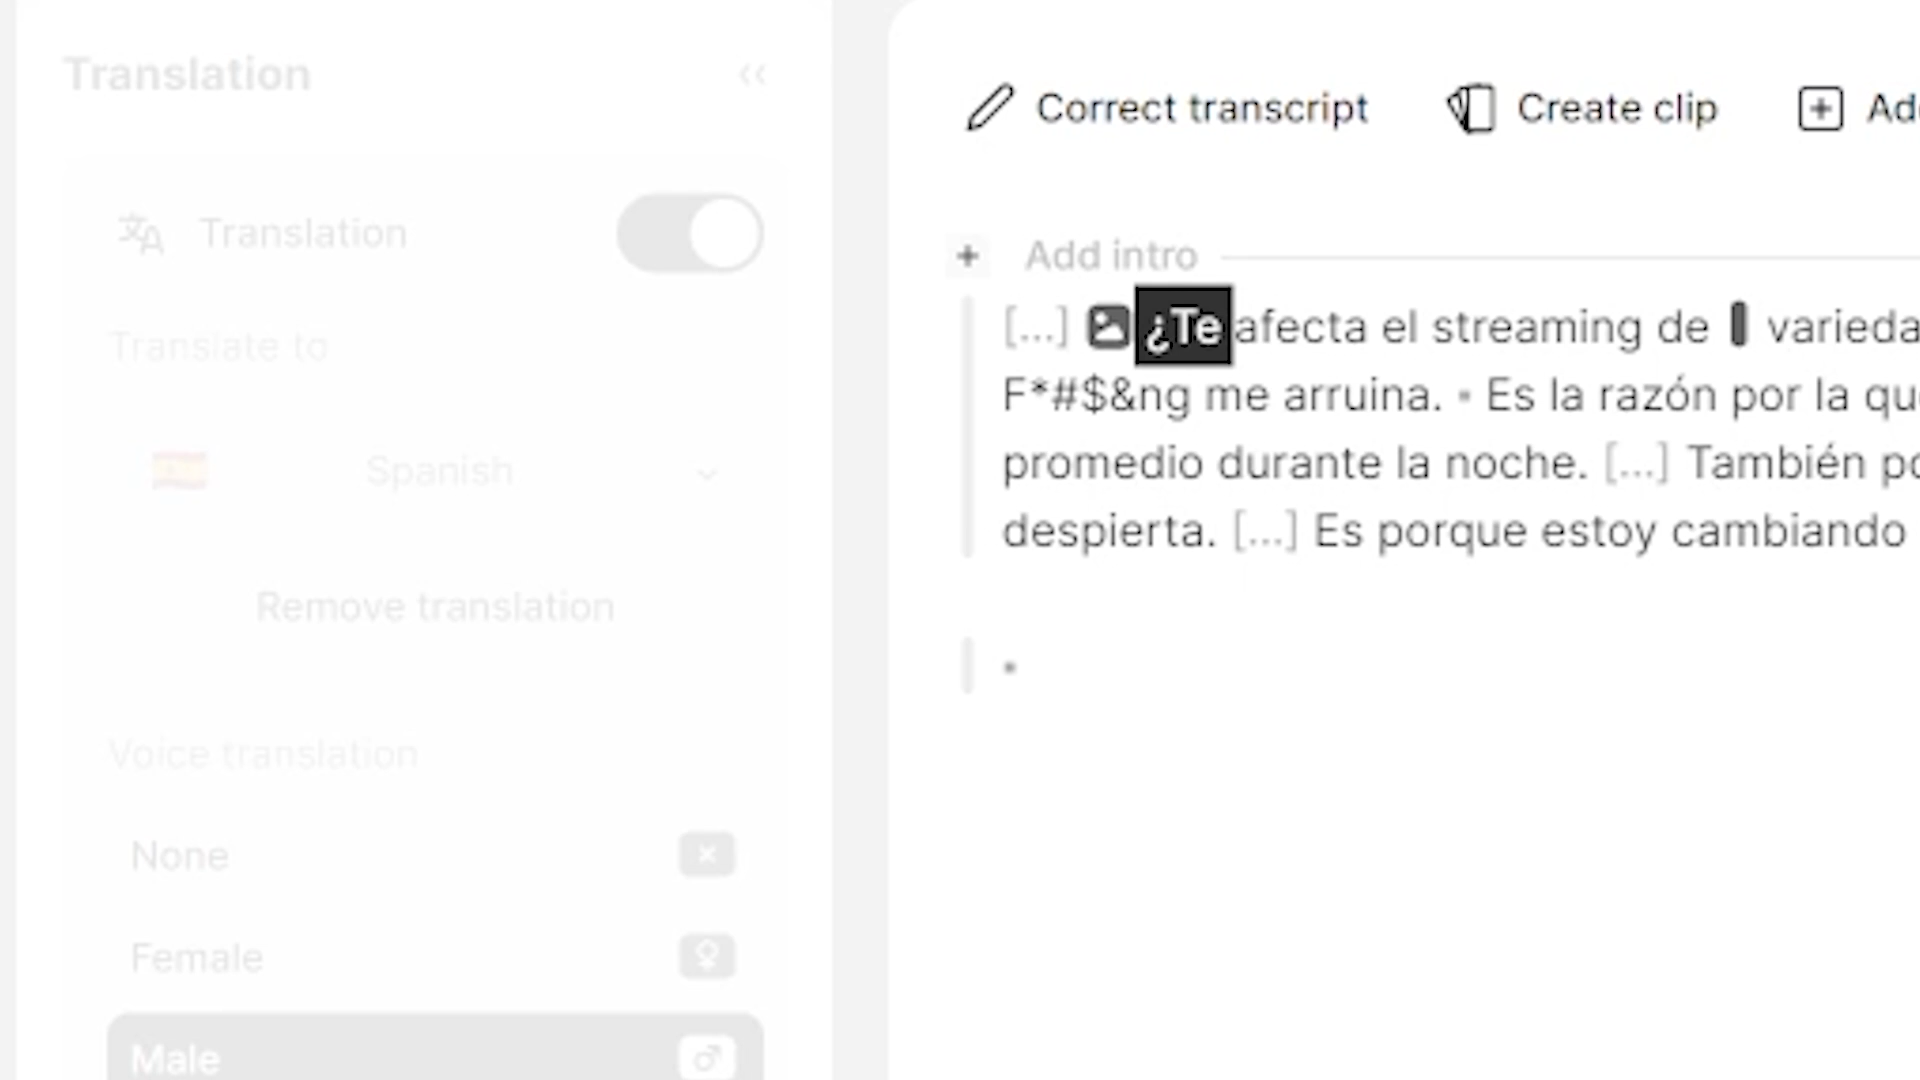 Translation
Translation
Translate to
Spanish
Remove translation
Voice translation
None
Female
Male
Correct transcript
Create clip
Add intro
[...] ¿Te afecta el streaming de
F*#$&ng me arruina. • Es la razón por la
promedio durante la noche. [...] También
despierta. [...] Es porque estoy cambiando